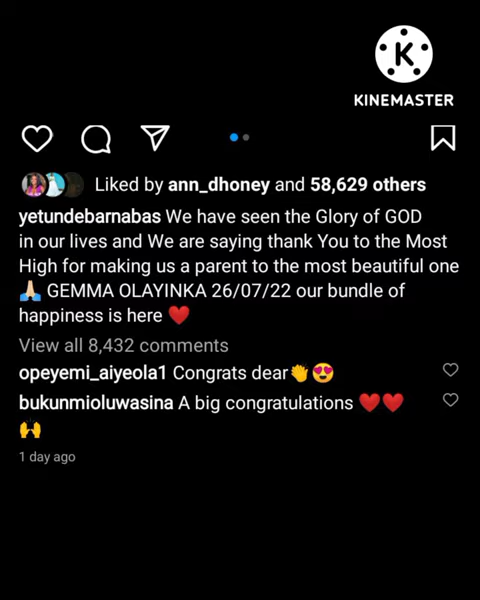 K
KINEMASTER
Liked by ann_dhoney and 58,629 others
yetundebarnabas We have seen the Glory of GOD
in our lives and We are saying thank You to the Most
High for making us a parent to the most beautiful one
🙏🏻 GEMMA OLAYINKA 26/07/22 our bundle of
happiness is here ❤️
View all 8,432 comments
opeyemi_aiyeola1 Congrats dear👏😍
bukunmioluwasina A big congratulations ❤️❤️
🙌
1 day ago